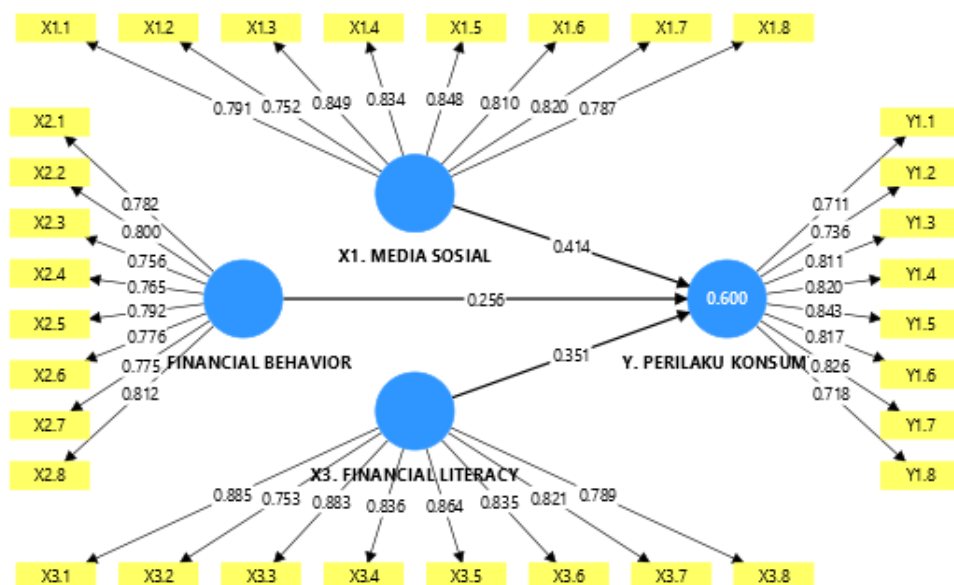 X1.1 X1.2 X1.3 X1.4 X1.5 X1.6 X1.7 X1.8
0.791 0.752 0.849 0.834 0.848 0.810 0.820 0.787
X2.1
X2.2
X2.3
X2.4
X2.5
X2.6
X2.7
X2.8
0.782
0.800
0.756
0.765
0.792
0.776
0.775
0.812
X1. MEDIA SOSIAL
FINANCIAL BEHAVIOR
X3. FINANCIAL LITERACY
0.414
0.256
0.351
0.600
Y. PERILAKU KONSUM
0.711
0.736
0.811
0.820
0.843
0.817
0.826
0.718
Y1.1
Y1.2
Y1.3
Y1.4
Y1.5
Y1.6
Y1.7
Y1.8
0.885 0.753 0.883 0.836 0.864 0.835 0.821 0.789
X3.1 X3.2 X3.3 X3.4 X3.5 X3.6 X3.7 X3.8